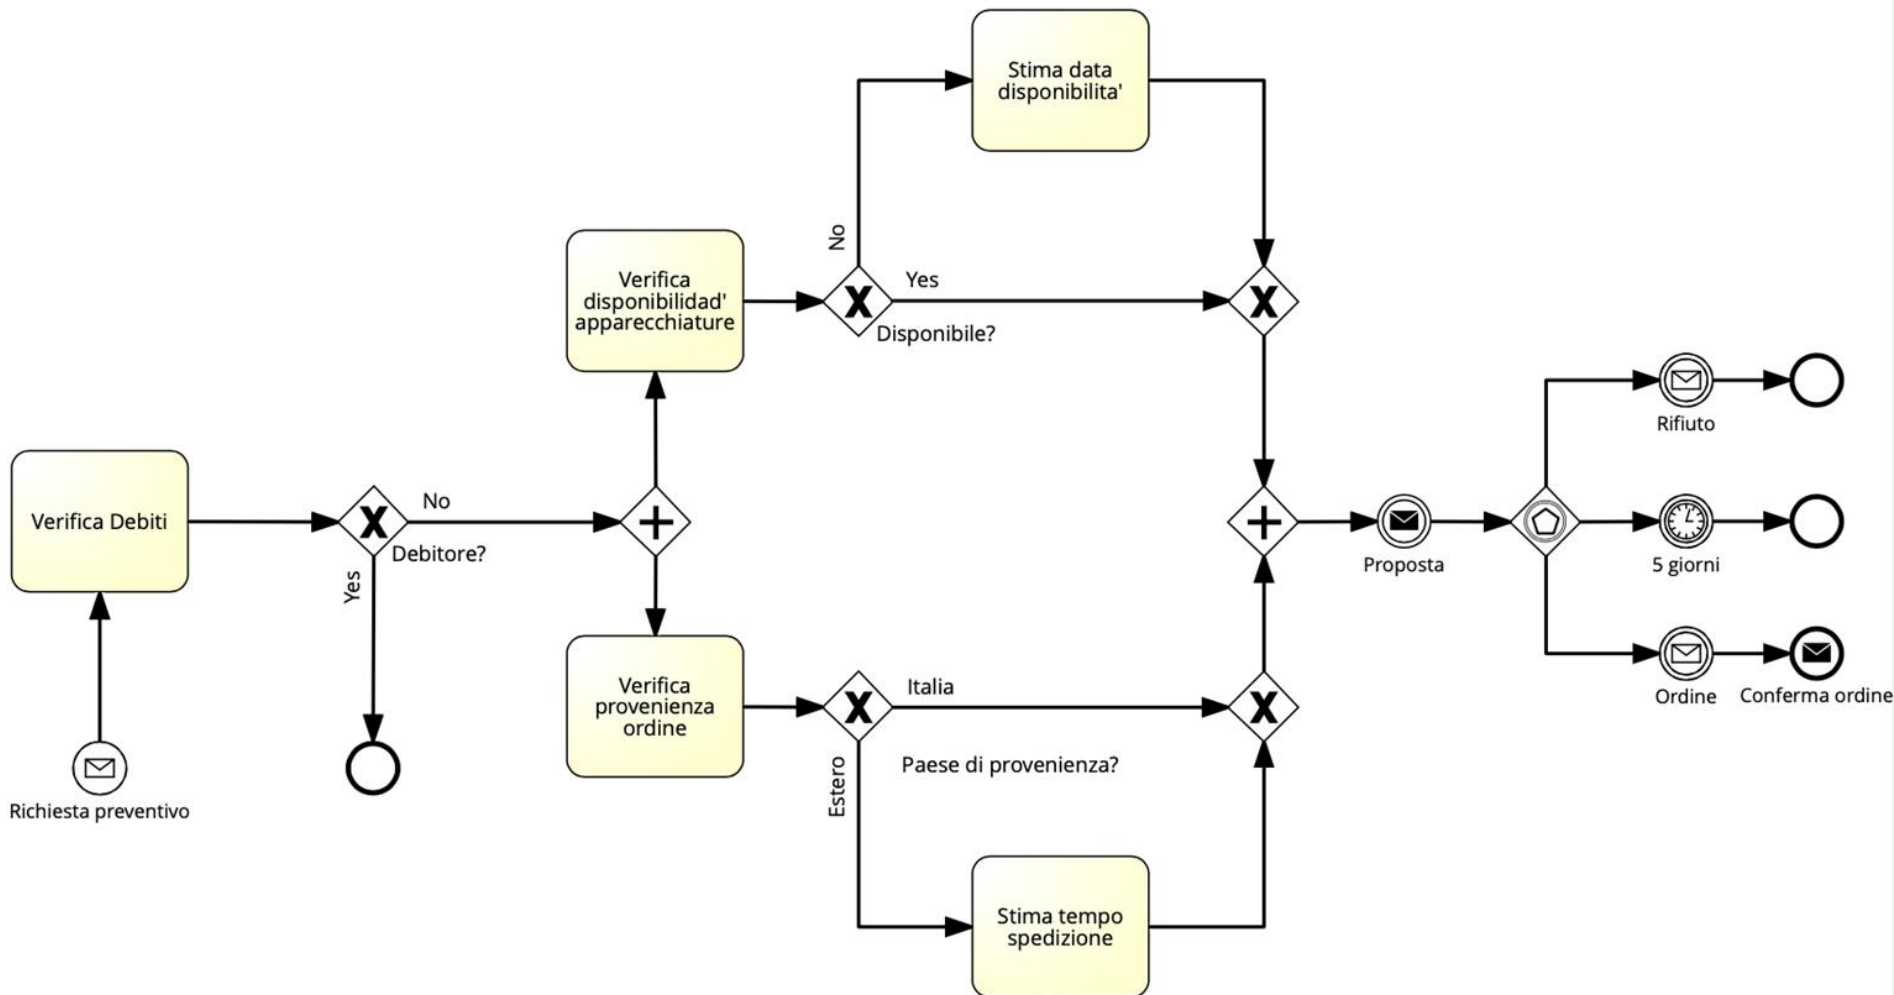 Stima data
disponibilita'
No
Verifica
disponibilidad'
apparecchiature
Yes
Disponibile?
Rifiuto
Verifica Debiti
No
Debitore?
Yes
Proposta
5 giorni
Verifica
provenienza
ordine
Italia
Paese di provenienza?
Estero
Ordine
Conferma ordine
Richiesta preventivo
Stima tempo
spedizione